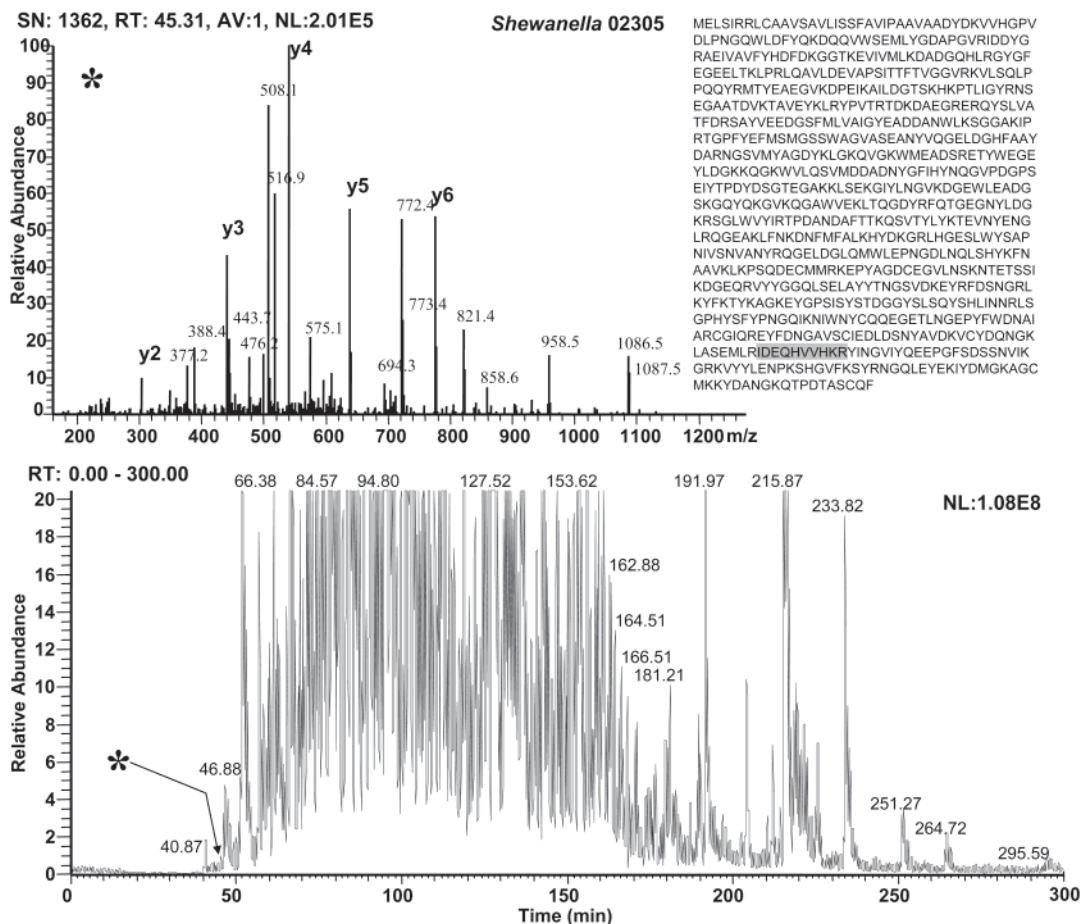 SN: 1362, RT: 45.31, AV:1, NL:2.01E5
Shewanella 02305
*
100
90
80
70
60
50
40
30
20
10
0
Relative Abundance
y4
508.1
516.9
y5
y6
772.4
y3
443.7
388.4
476.2
y2
377.2
575.1
773.4
821.4
694.3
858.6
958.5
1086.5
1087.5
200 300 400 500 600 700 800 900 1000 1100 1200 m/z
MELSIRRLCAAVSAVLISSFAVIPAAVAADYDKVVHGPV
DLPNGQWLDFYQKDQQVWSEMLYGDAPGVRIDDYG
RAEIVAVFYHDFDKGGTKEVIVMLKDADGQHLRGYGF
EGEELTKLPRLQAVLDEVAPSITTFTVGGVRKVLSQLP
PQQYRMTYEAEGVKDPEIKAILDGTSKHKPTLIGYRNS
EGAATDVKTAVEYKLRYPVTRTDKDAEGRERQYSLVA
TFDRSAYVEEDGSFMLVAIGYEADDANWLKSGGAKIP
RTGPFYEFMSMGSSWAGVASEANYVQGELDGHFAAY
DARNGSVMYAGDYKLGKQVGKWMEADSRETYWEGE
YLDGKKQGKWVLQSVMDDADNYGFIHYNQGVPDGPS
EIYTPDYDSGTEGAKKLSEKGIYLNGVKDGEWLEADG
SKGQYQKGVKQGAWVEKLTQGDYRFQTGEGNYLDG
KRSGLWVYIRTPDANDAFTTKQSVTLYLKTEVNYENG
LRQGEAKLFNKDNFMFALKHYDKGRLHGESLWYSAP
NIVSNVANYRQGELDGLQMWLEPNGDLNQLSHYKFN
AAVKLKPSQDECMMRKEPYAGDCEGVLNSKNTETSSI
KDGEQRVYYGGQLSELAYYTNGSVDKEYRFDSNGRL
KYFKTYKAGKEYGPSISYSTDGGYSLSQYSHLINNRLS
GPHYSFYPNGQIKNIWNYCQQEGETLNGEPYFWDNAI
ARCGIQREYFDNGAVSCIEDLDSNYAVDKVCYDQNGK
LASEMLRIDEQHVVHKRYINGVIYQEEPGFSDSSNVIK
GRKVYYLENPKSHGVFKSYRNGQLEYEKIYDMGKAGC
MKKYDANGKQTPDTASCQF
RT: 0.00 - 300.00
NL:1.08E8
20
18
16
14
12
10
8
6
4
2
0
Relative Abundance
66.38 84.57 94.80 127.52 153.62 191.97 215.87
233.82
162.88
164.51
166.51
181.21
*
46.88
40.87
251.27
264.72
295.59
0 50 100 150 200 250 300
Time (min)